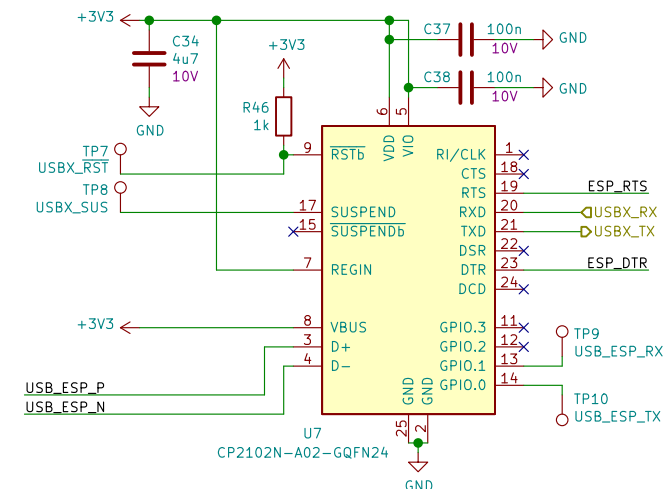 +3V3
C34
4u7
10V
GND
+3V3
R46
1k
C37
100n
10V
GND
C38
100n
10V
GND
TP7
USBX_RST
TP8
USBX_SUS
6
5
VDD
VIO
9
RSTb
17
SUSPEND
15
SUSPENDb
7
REGIN
+3V3
8
VBUS
3
D+
4
D-
USB_ESP_P
USB_ESP_N
RI/CLK
1
CTS
18
RTS
19
ESP_RTS
RXD
20
USBX_RX
TXD
21
USBX_TX
DSR
22
DTR
23
ESP_DTR
DCD
24
GPIO.3
11
GPIO.2
12
GPIO.1
13
TP9
USB_ESP_RX
GPIO.0
14
TP10
USB_ESP_TX
GND
GND
25
2
U7
CP2102N-A02-GQFN24
GND